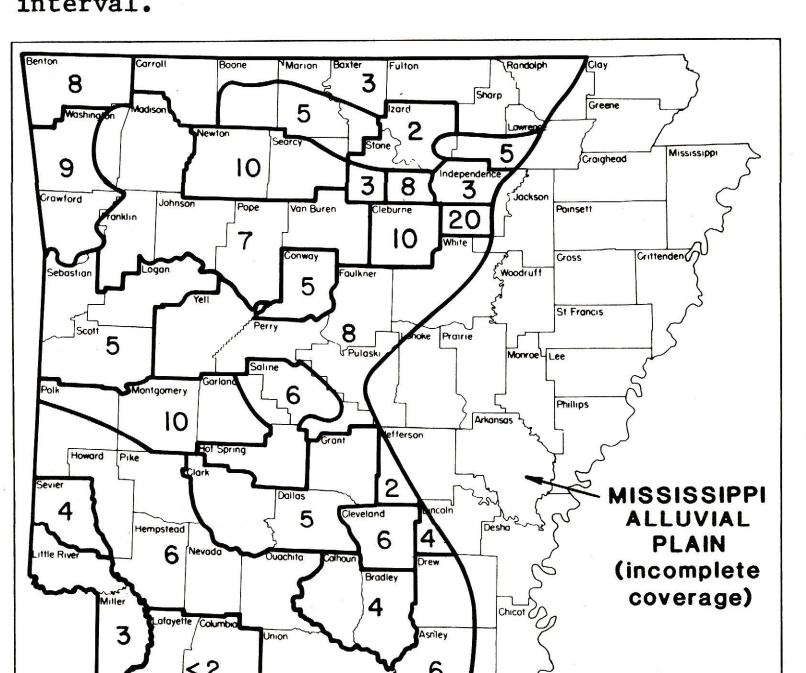 interval.
Benton
Carroll
Boone
Marion
Baxter
Fulton
Randolph
Clay
8
3
Sharp
Greene
Washington
Madison
5
Izard
2
Lawrence
Newton
Searcy
Stone
5
Craighead
Mississippi
9
10
Independence
3
8
3
Jackson
Crawford
Franklin
Johnson
Pope
Van Buren
Cleburne
20
Poinsett
7
10
White
Sebastian
Logan
Conway
Faulkner
Woodruff
Cross
Crittenden
5
Yell
St Francis
Scott
5
Perry
8
Pulaski
Lonoke
Prairie
Monroe
Lee
Polk
Montgomery
Garland
Saline
6
Phillips
10
Arkansas
Hot Spring
Grant
Jefferson
Howard
Pike
Clark
MISSISSIPPI
ALLUVIAL
PLAIN
(incomplete
coverage)
Sevier
4
Dallas
5
2
Cleveland
6
Lincoln
4
Desha
Hempstead
6
Nevada
Little River
Ouachita
Calhoun
Drew
Bradley
4
Miller
3
Lafayette
Columbia
Union
Ashley
Chicot
<2
6